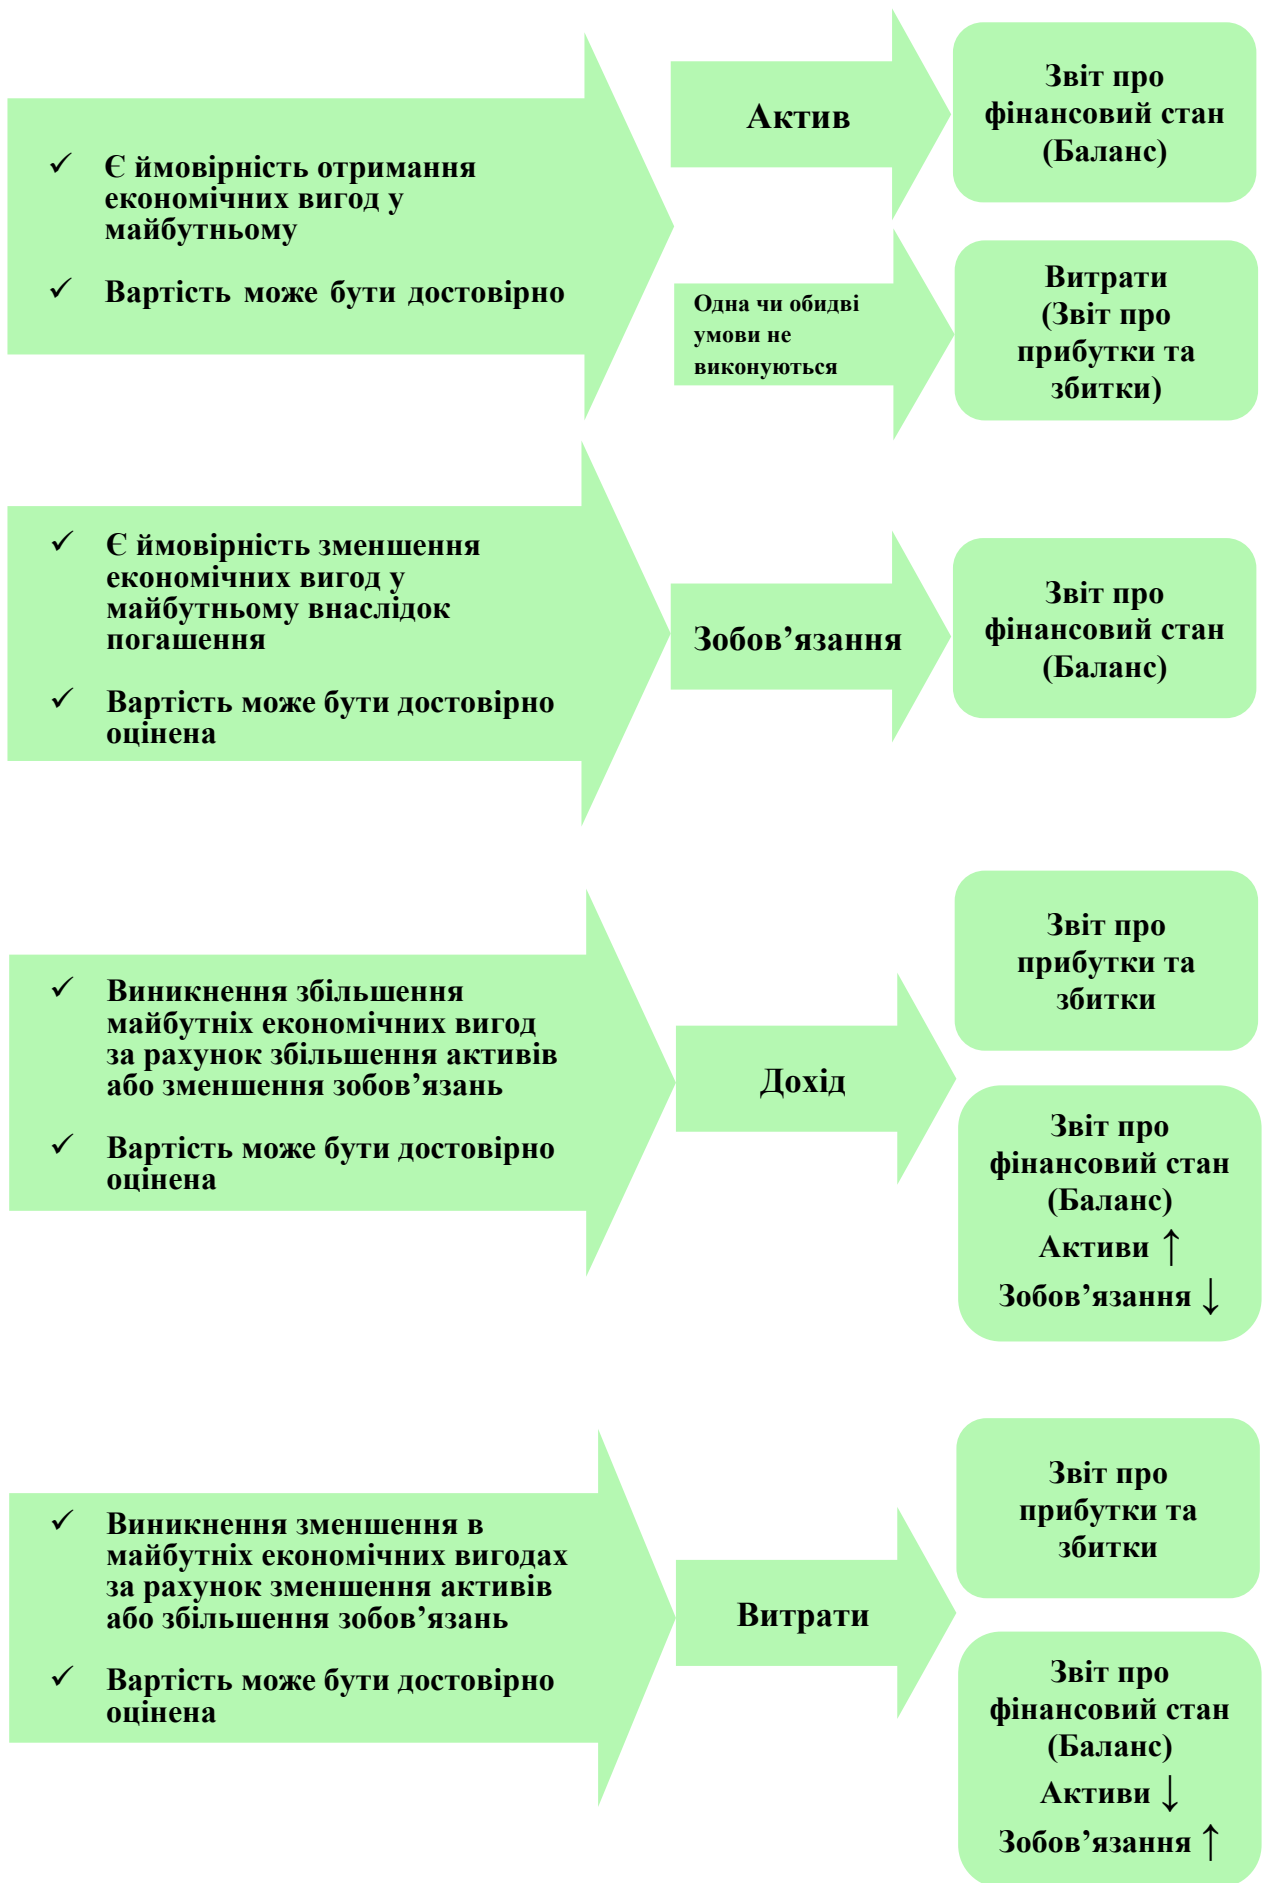 ✓ Є ймовірність отримання
економічних вигод у
майбутньому
✓ Вартість може бути достовірно
Актив
Звіт про
фінансовий стан
(Баланс)
Одна чи обидві
умови не
виконуються
Витрати
(Звіт про
прибутки та
збитки)
✓ Є ймовірність зменшення
економічних вигод у
майбутньому внаслідок
погашення
✓ Вартість може бути достовірно
оцінена
Зобов’язання
Звіт про
фінансовий стан
(Баланс)
✓ Виникнення збільшення
майбутніх економічних вигод
за рахунок збільшення активів
або зменшення зобов’язань
✓ Вартість може бути достовірно
оцінена
Дохід
Звіт про
прибутки та
збитки
Звіт про
фінансовий стан
(Баланс)
Активи ↑
Зобов’язання ↓
✓ Виникнення зменшення в
майбутніх економічних вигодах
за рахунок зменшення активів
або збільшення зобов’язань
✓ Вартість може бути достовірно
оцінена
Витрати
Звіт про
прибутки та
збитки
Звіт про
фінансовий стан
(Баланс)
Активи ↓
Зобов’язання ↑